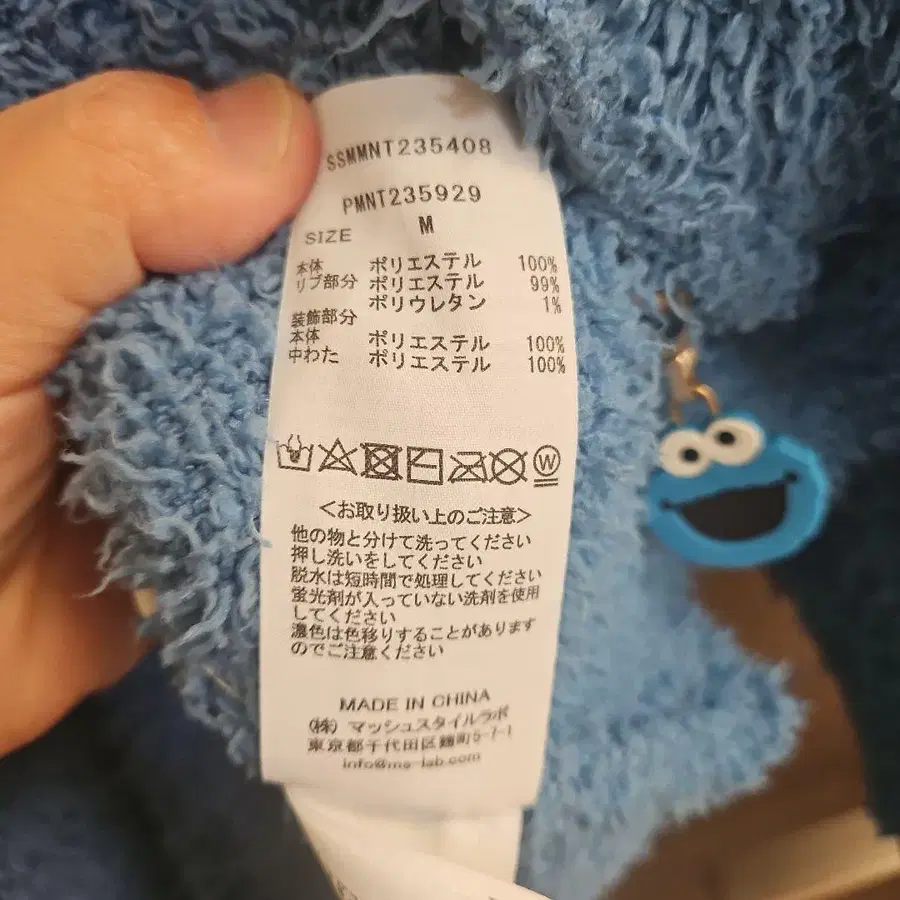 SSMMNT235408
PMNT235929
SIZE M
本体 ポリエステル 100%
リブ部分 ポリエステル 99%
ポリウレタン 1%
装飾部分
本体 ポリエステル 100%
中わた ポリエステル 100%
W
<お取り扱い上のご注意>
他の物と分けて洗ってください
押し洗いをしてください
脱水は短時間で処理してください
蛍光剤が入っていない洗剤を使用
してください
濃色は色移りすることがあります
のでご注意ください
MADE IN CHINA
(株) マッシュスタイルラボ
東京都千代田区麹町5-7-1
info@ms-lab.com